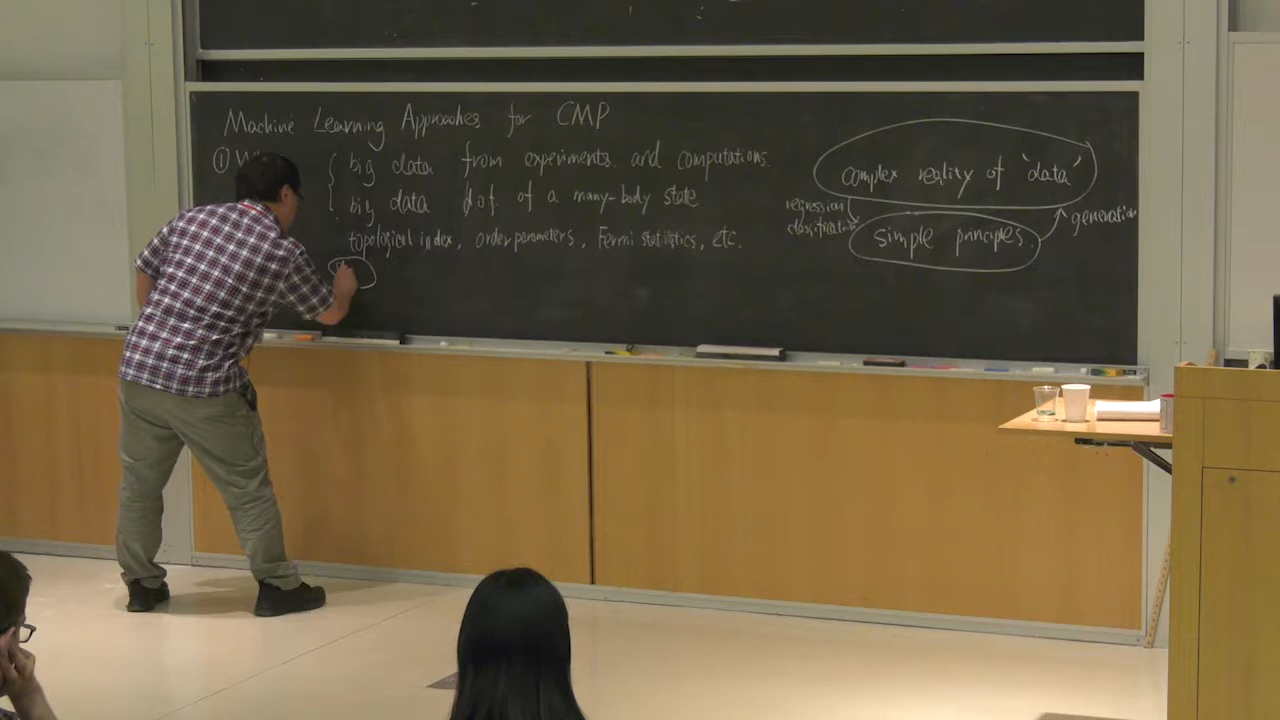 Machine Learning Approaches for CMP
①
big data from experiments and computations.
big data d.o.f. of a many-body state
topological index, order parameters, Fermi statistics, etc.
complex reality of 'data'
regression
classification
generation
simple principles.